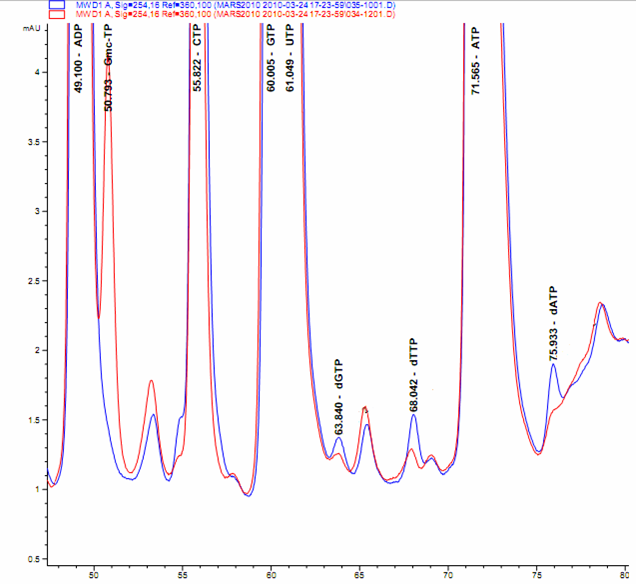 MWD1 A, Sig=254,16 Ref=360,100 (MARS2010 2010-03-24 17-23-59\035-1001.D)
MWD1 A, Sig=254,16 Ref=360,100 (MARS2010 2010-03-24 17-23-59\034-1201.D)
mAU
49.100 - ADP
50.793 - Gmc-TP
55.822 - CTP
60.005 - GTP
61.049 - UTP
71.565 - ATP
63.840 - dGTP
68.042 - dTTP
75.933 - dATP
4
3.5
3
2.5
2
1.5
1
0.5
50 55 60 65 70 75 80